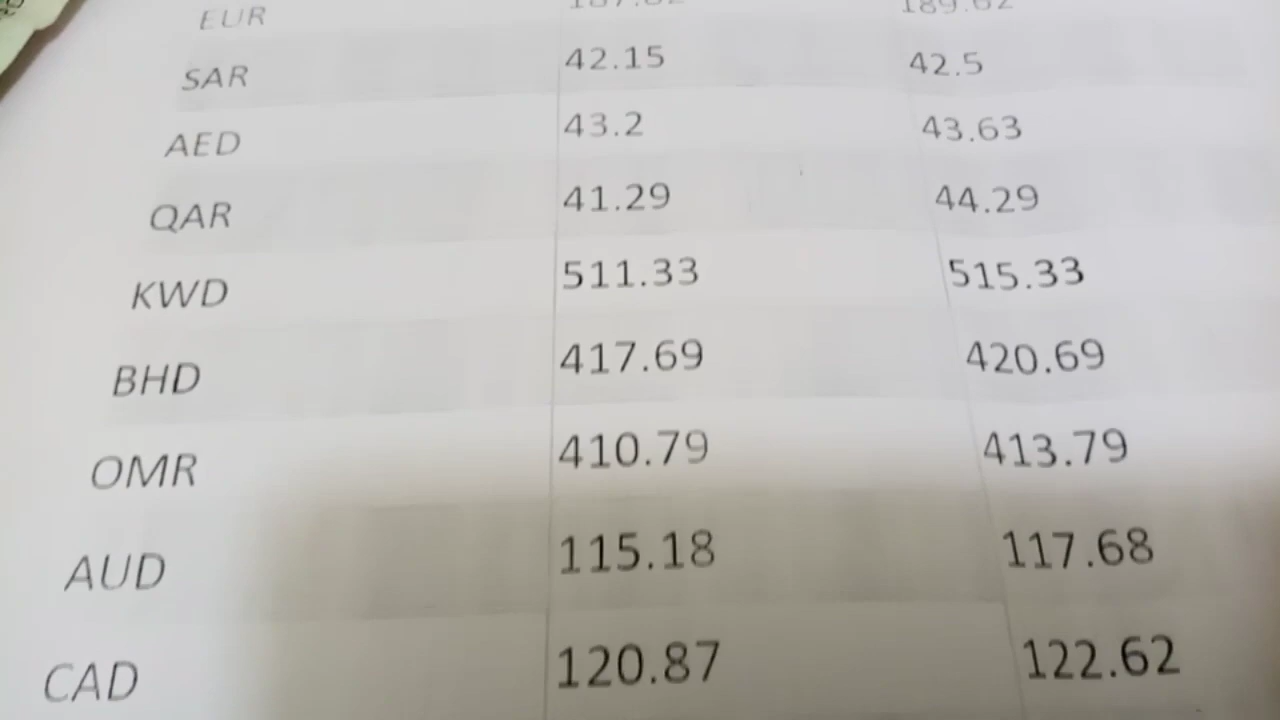 EUR 189.62
SAR 42.15 42.5
AED 43.2 43.63
QAR 41.29 44.29
KWD 511.33 515.33
BHD 417.69 420.69
OMR 410.79 413.79
AUD 115.18 117.68
CAD 120.87 122.62